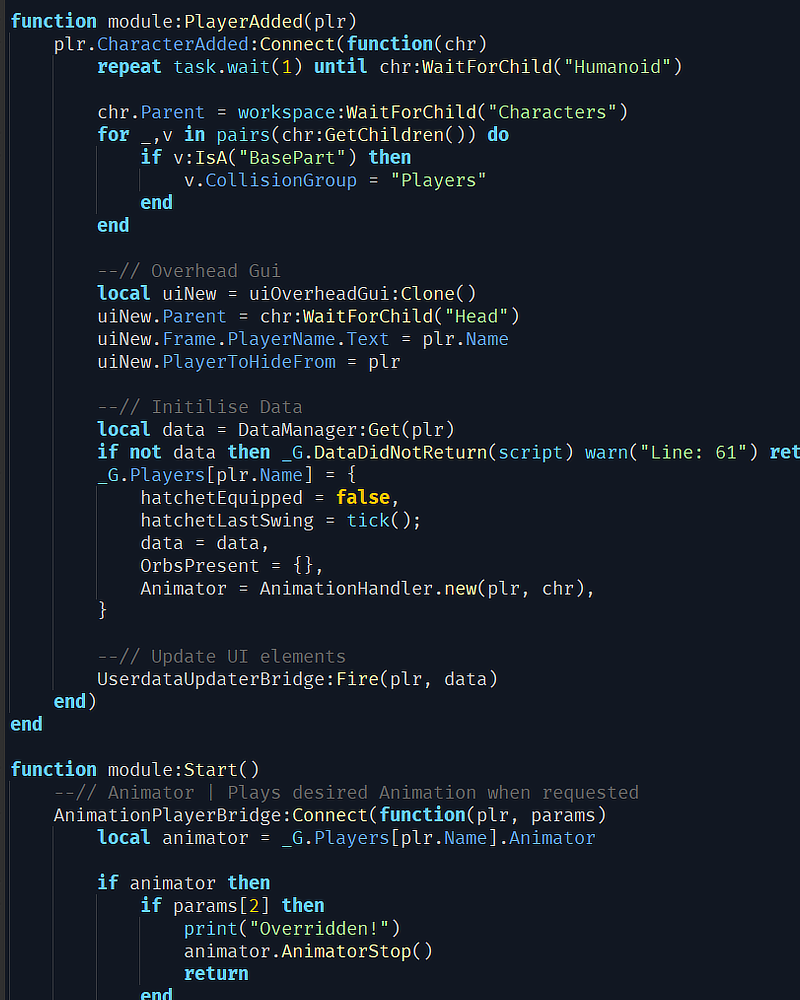 function module:PlayerAdded(plr)
    plr.CharacterAdded:Connect(function(chr)
        repeat task.wait(1) until chr:WaitForChild("Humanoid")

        chr.Parent = workspace:WaitForChild("Characters")
        for _,v in pairs(chr:GetChildren()) do
            if v:IsA("BasePart") then
                v.CollisionGroup = "Players"
            end
        end

        --// Overhead Gui
        local uiNew = uiOverheadGui:Clone()
        uiNew.Parent = chr:WaitForChild("Head")
        uiNew.Frame.PlayerName.Text = plr.Name
        uiNew.PlayerToHideFrom = plr

        --// Initilise Data
        local data = DataManager:Get(plr)
        if not data then _G.DataDidNotReturn(script) warn("Line: 61") ret
        _G.Players[plr.Name] = {
            hatchetEquipped = false,
            hatchetLastSwing = tick();
            data = data,
            OrbsPresent = {},
            Animator = AnimationHandler.new(plr, chr),
        }

        --// Update UI elements
        UserdataUpdaterBridge:Fire(plr, data)
    end)
end

function module:Start()
    --// Animator | Plays desired Animation when requested
    AnimationPlayerBridge:Connect(function(plr, params)
        local animator = _G.Players[plr.Name].Animator

        if animator then
            if params[2] then
                print("Overridden!")
                animator.AnimatorStop()
                return
            end